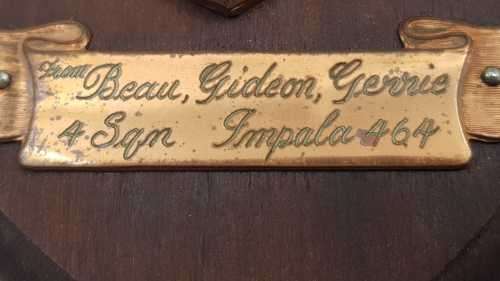 From Beau, Gideon, Gerrie
4 Sqn Impala 464